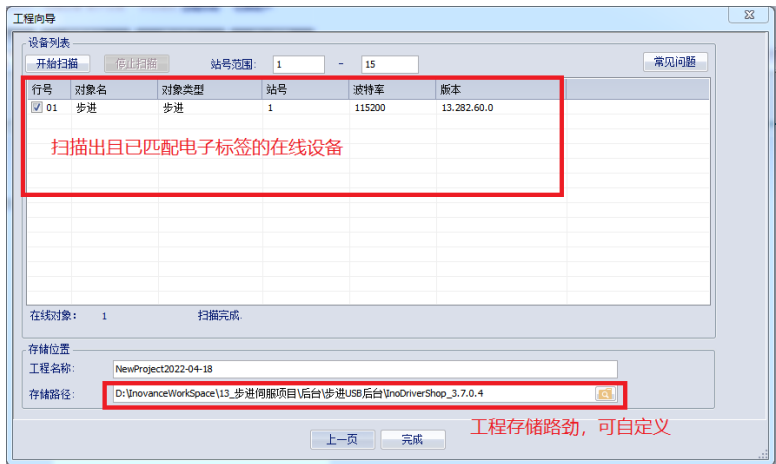 工程向导
设备列表
开始扫描 停止扫描 站号范围: 1 - 15 常见问题
行号 对象名 对象类型 站号 波特率 版本
01 步进 步进 1 115200 13.282.60.0
扫描出且已匹配电子标签的在线设备
在线对象: 1 扫描完成.
存储位置
工程名称: NewProject2022-04-18
存储路径: D:\InovanceWorkSpace\13_步进伺服项目\后台\步进USB后台\InoDriverShop_3.7.0.4
工程存储路劲，可自定义
上一页 完成